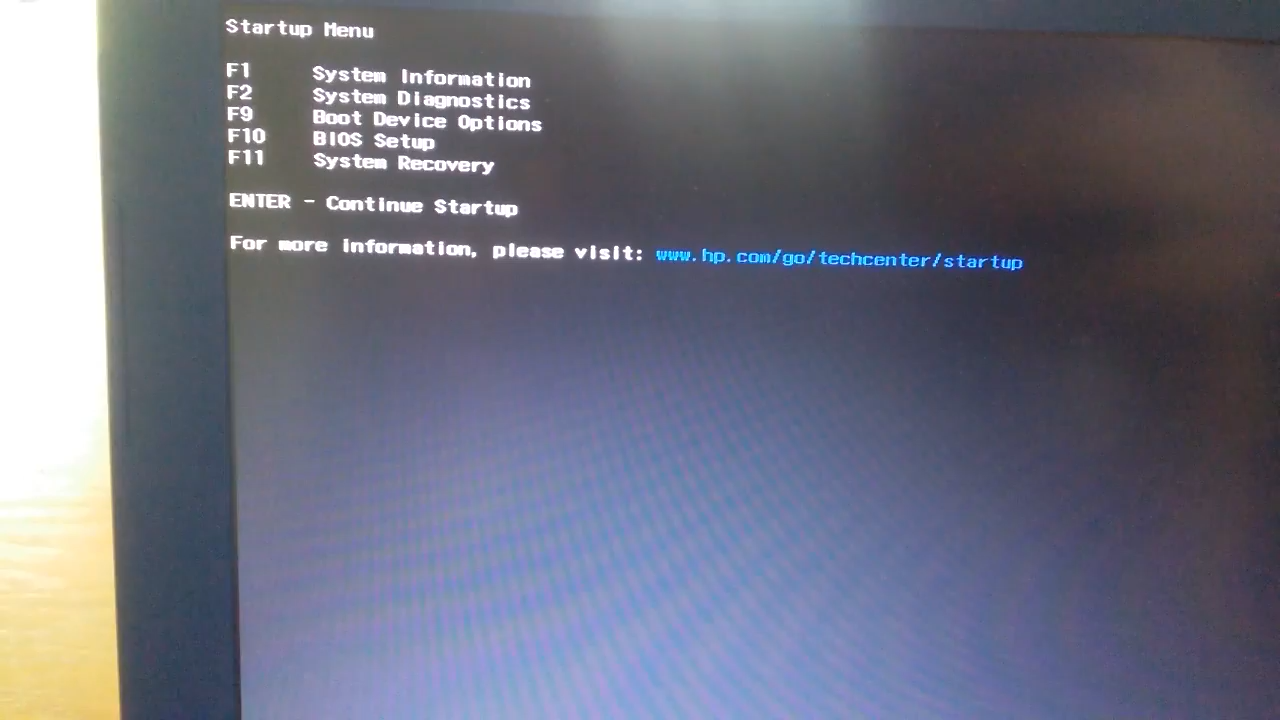 Startup Menu
F1 System Information
F2 System Diagnostics
F9 Boot Device Options
F10 BIOS Setup
F11 System Recovery
ENTER - Continue Startup
For more information, please visit: www.hp.com/go/techcenter/startup